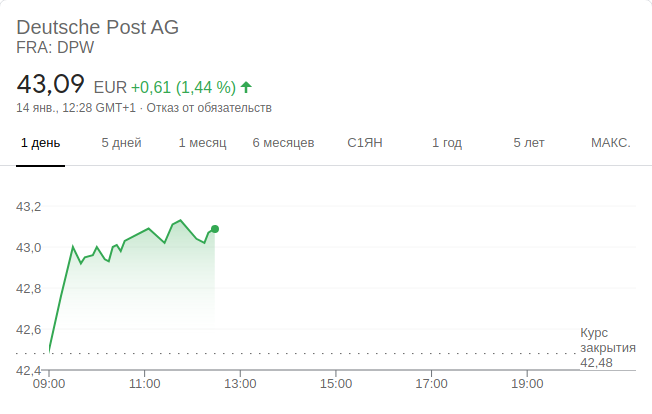 Deutsche Post AG
FRA: DPW
43,09 EUR +0,61 (1,44 %)
14 янв., 12:28 GMT+1 · Отказ от обязательств
1 день 5 дней 1 месяц 6 месяцев С1ЯН 1 год 5 лет МАКС.
43,2
43,0
42,8
42,6
Курс
закрытия
42,48
42,4
09:00 11:00 13:00 15:00 17:00 19:00